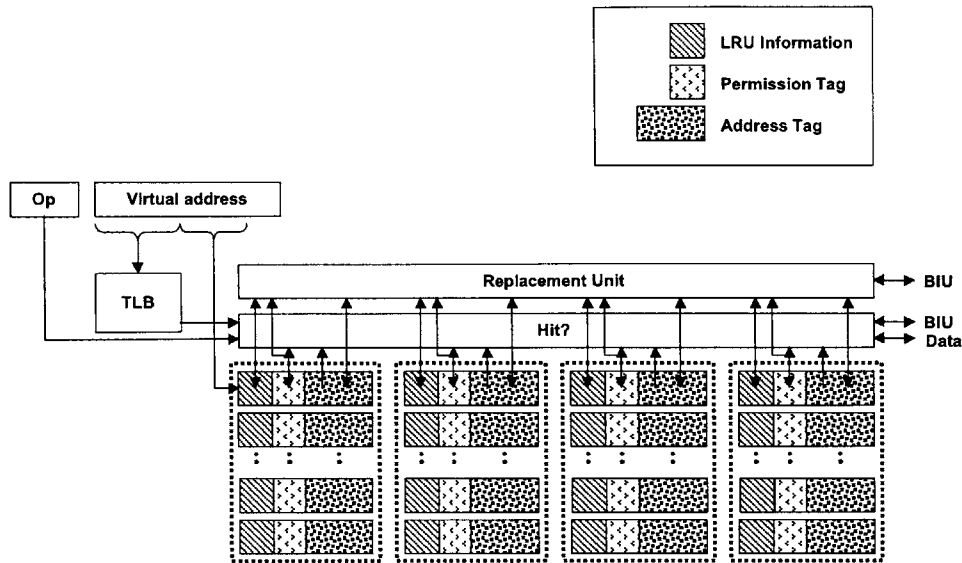 LRU Information
Permission Tag
Address Tag
Op
Virtual address
TLB
Replacement Unit
BIU
Hit?
BIU
Data